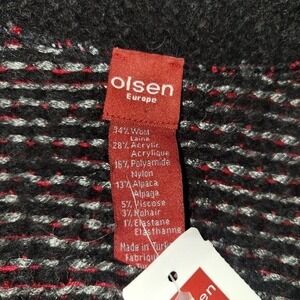 olsen
Europe
34% Wool
Laine
28% Acrylic
Acrylique
16% Polyamide
Nylon
13% Alpaca
Alpaga
5% Viscose
3% Mohair
1% Elastane
Elasthanne
Made in
Fabriqu
sen